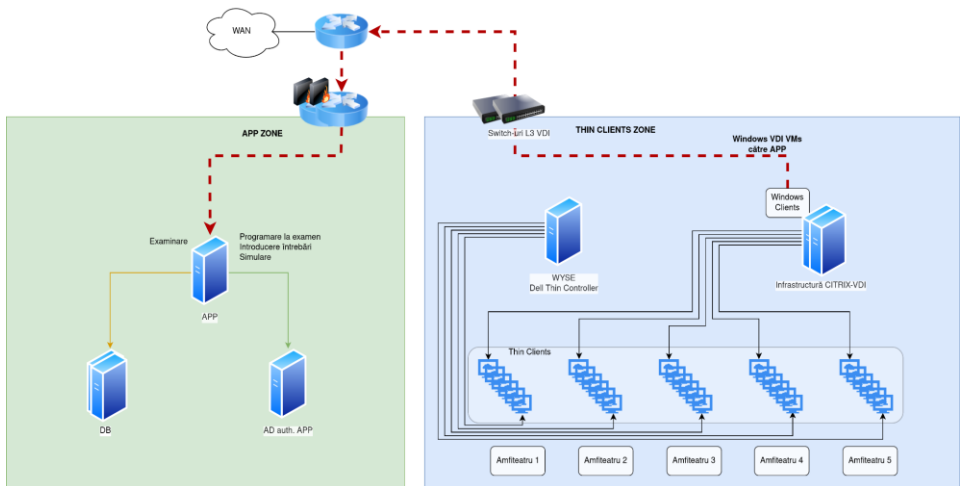 WAN
APP ZONE
Switch-uri L3 VDI
THIN CLIENTS ZONE
Windows VDI VMs
către APP
Windows
Clients
Examinare
Programare la examen
Introducere întrebări
Simulare
APP
WYSE
Dell Thin Controller
Infrastructură CITRIX-VDI
Thin Clients
DB
AD auth. APP
Amfiteatru 1
Amfiteatru 2
Amfiteatru 3
Amfiteatru 4
Amfiteatru 5